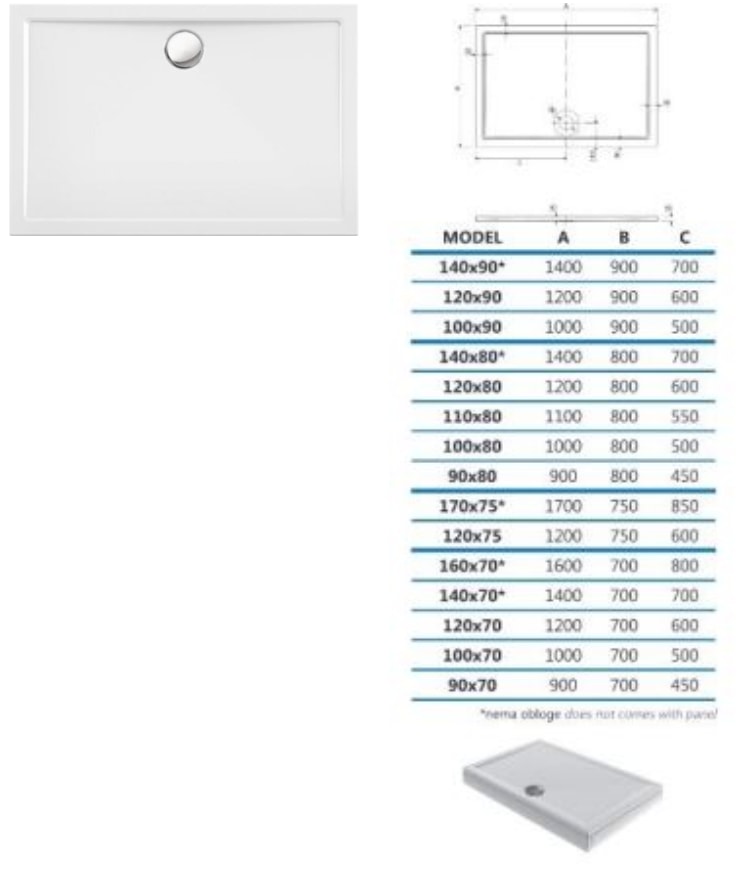 A
MODEL A B C
140x90* 1400 900 700
120x90 1200 900 600
100x90 1000 900 500
140x80* 1400 800 700
120x80 1200 800 600
110x80 1100 800 550
100x80 1000 800 500
90x80 900 800 450
170x75* 1700 750 850
120x75 1200 750 600
160x70* 1600 700 800
140x70* 1400 700 700
120x70 1200 700 600
100x70 1000 700 500
90x70 900 700 450
*nema obloge does not comes with panel